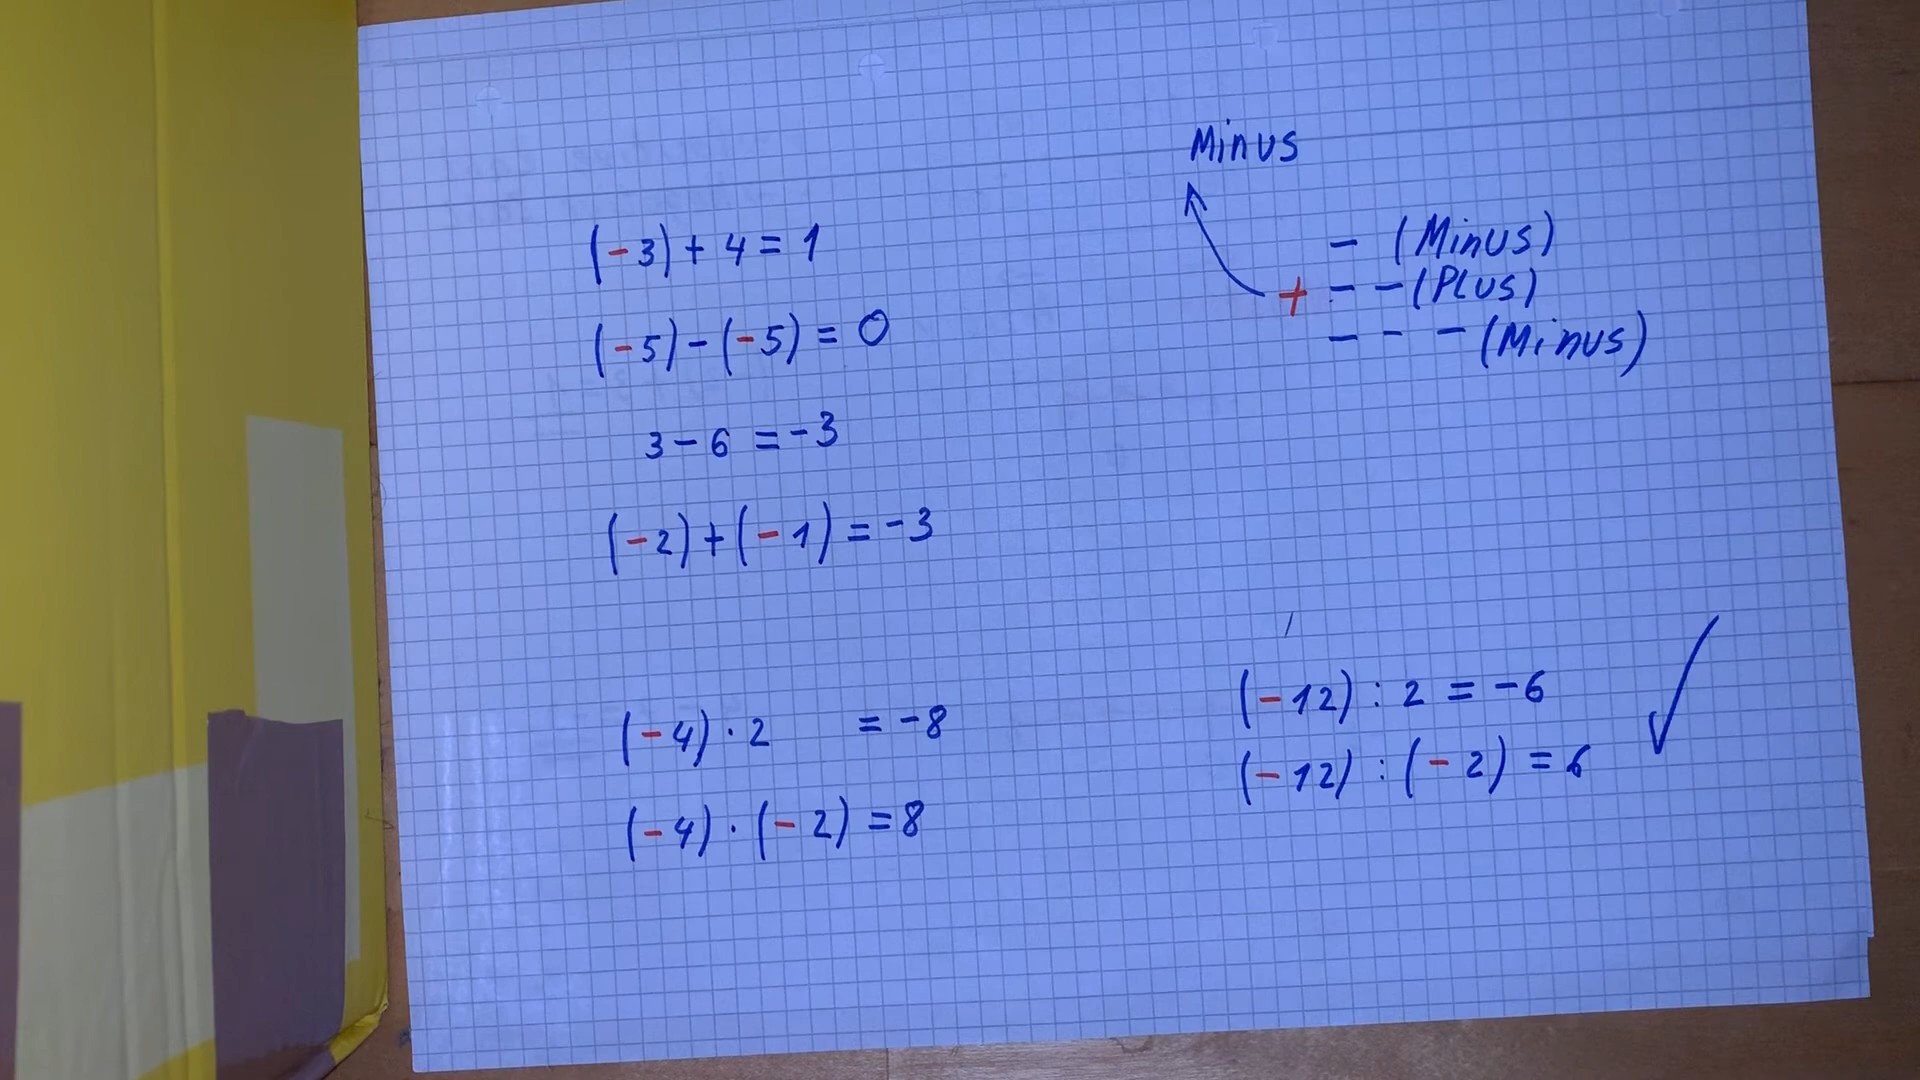 (-3) + 4 = 1
(-5) - (-5) = 0
3 - 6 = -3
(-2) + (-1) = -3
(-4) · 2 = -8
(-4) · (-2) = 8
Minus
- (Minus)
+ - - (Plus)
- - - (Minus)
(-12) : 2 = -6
(-12) : (-2) = 6